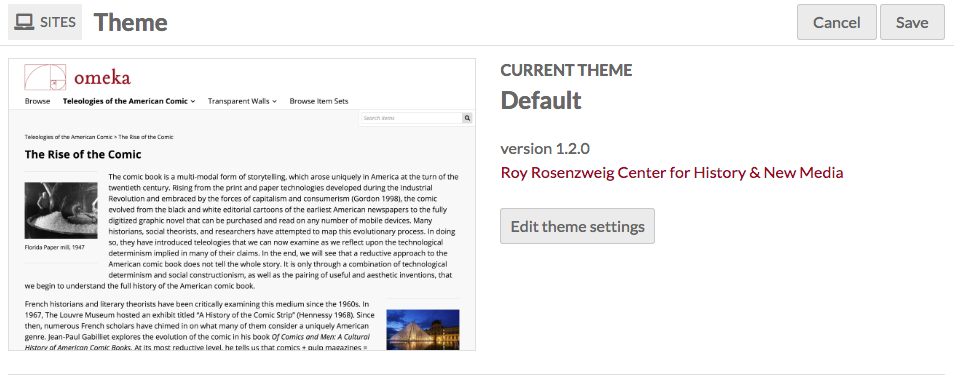 SITES Theme Cancel Save
omeka
Browse Teleologies of the American Comic Transparent Walls Browse Item Sets
Search items
Teleologies of the American Comic > The Rise of the Comic
The Rise of the Comic
The comic book is a multi-modal form of storytelling, which arose uniquely in America at the turn of the
twentieth century. Rising from the print and paper technologies developed during the Industrial
Revolution and embraced by the forces of capitalism and consumerism (Gordon 1998), the comic
evolved from the black and white editorial cartoons of the earliest American newspapers to the fully
digitized graphic novel that can be purchased and read on any number of mobile devices. Many
historians, social theorists, and researchers have attempted to map this evolutionary process. In doing
so, they have introduced teleologies that we can now examine as we reflect upon the technological
determinism implied in many of their claims. In the end, we will see that a reductive approach to the
American comic book does not tell the whole story. It is only through a combination of technological
determinism and social constructionism, as well as the pairing of useful and aesthetic inventions, that
we begin to understand the full history of the American comic book.
Florida Paper mill, 1947
French historians and literary theorists have been critically examining this medium since the 1960s. In
1967, The Louvre Museum hosted an exhibit titled "A History of the Comic Strip" (Hennessy 1968). Since
then, numerous French scholars have chimed in on what many of them consider a uniquely American
genre. Jean-Paul Gabilliet explores the evolution of the comic in his book Of Comics and Men: A Cultural
History of American Comic Books. At its most reductive level, he tells us that comics + pulp magazines =
CURRENT THEME
Default
version 1.2.0
Roy Rosenzweig Center for History & New Media
Edit theme settings